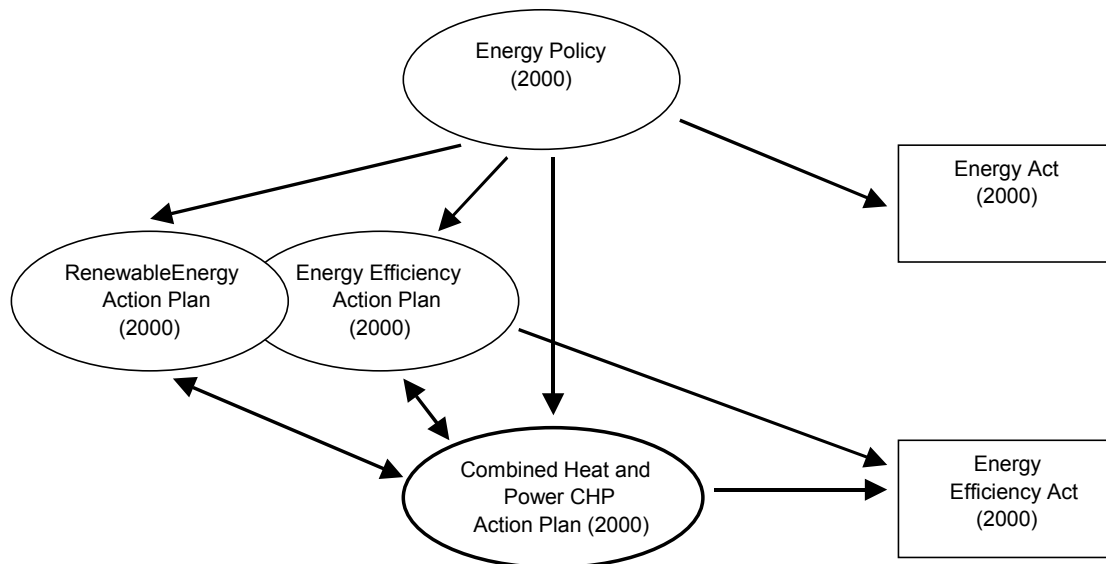 Energy Policy
(2000)
Energy Act
(2000)
RenewableEnergy
Action Plan
(2000)
Energy Efficiency
Action Plan
(2000)
Combined Heat and
Power CHP
Action Plan (2000)
Energy
Efficiency Act
(2000)